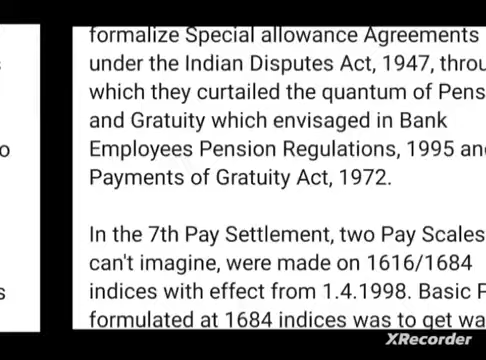 formalize Special allowance Agreements
under the Indian Disputes Act, 1947, throu
which they curtailed the quantum of Pens
and Gratuity which envisaged in Bank
o
Employees Pension Regulations, 1995 an
Payments of Gratuity Act, 1972.
In the 7th Pay Settlement, two Pay Scales
can't imagine, were made on 1616/1684
s
indices with effect from 1.4.1998. Basic P
formulated at 1684 indices was to get wa
XRecorder